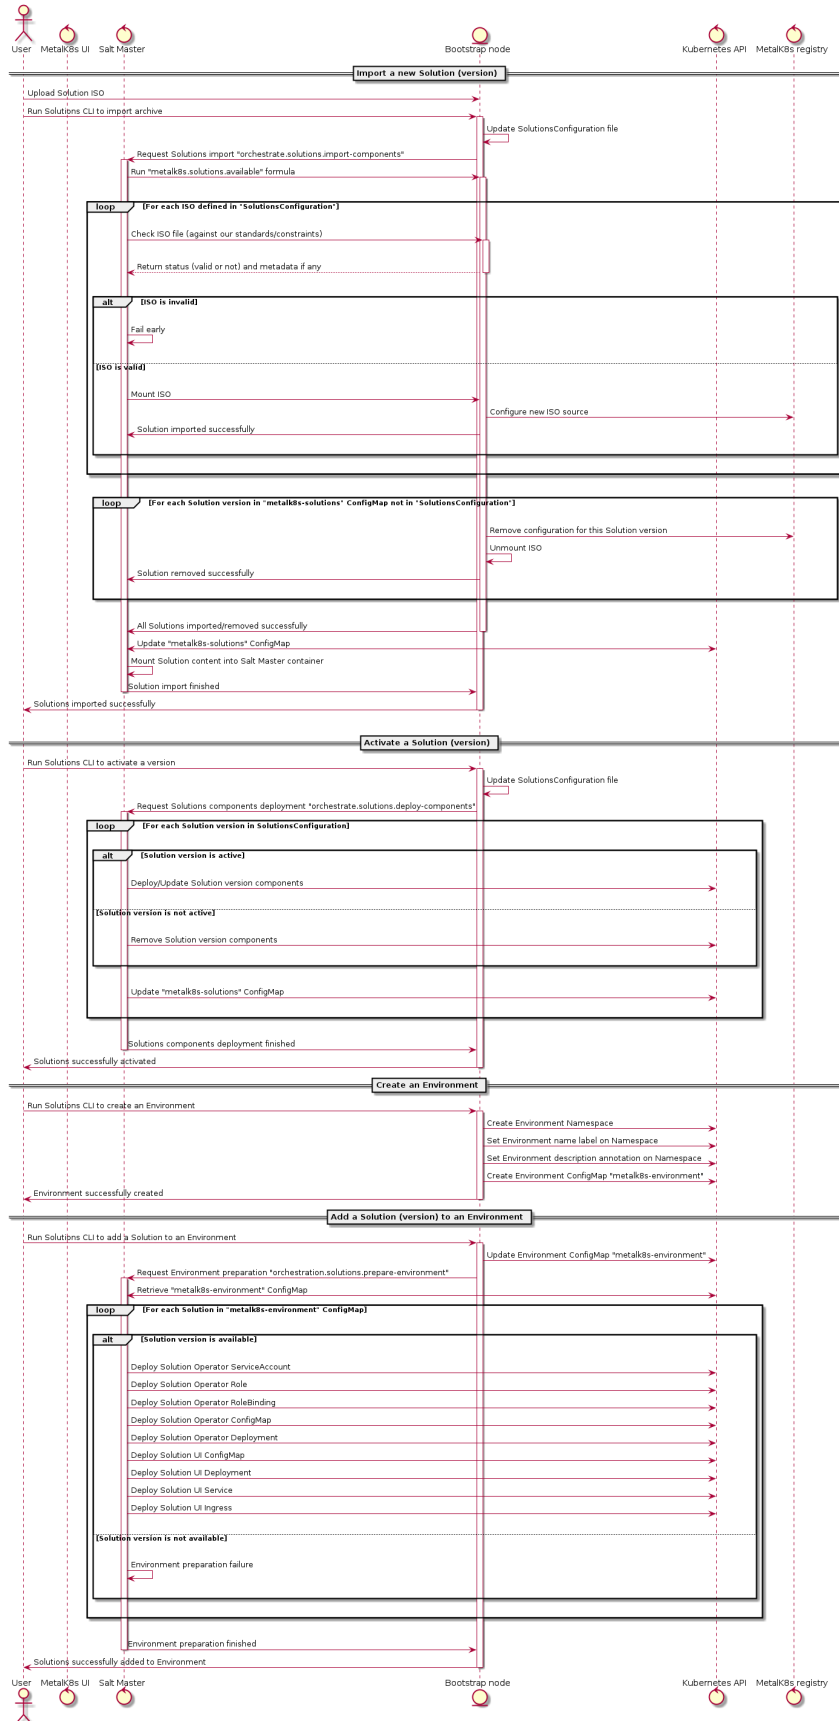 User
MetalK8s UI
Salt Master
Bootstrap node
Kubernetes API
MetalK8s registry
Import a new Solution (version)
Upload Solution ISO
Run Solutions CLI to import archive
Update SolutionsConfiguration file
Request Solutions import "orchestrate.solutions.import-components"
Run "metalk8s.solutions.available" formula
loop
[For each ISO defined in "SolutionsConfiguration"]
Check ISO file (against our standards/constraints)
Return status (valid or not) and metadata if any
alt
[ISO is invalid]
Fail early
[ISO is valid]
Mount ISO
Configure new ISO source
Solution imported successfully
loop
[For each Solution version in "metalk8s-solutions" ConfigMap not in "SolutionsConfiguration"]
Remove configuration for this Solution version
Unmount ISO
Solution removed successfully
All Solutions imported/removed successfully
Update "metalk8s-solutions" ConfigMap
Mount Solution content into Salt Master container
Solution import finished
Solutions imported successfully
Activate a Solution (version)
Run Solutions CLI to activate a version
Update SolutionsConfiguration file
Request Solutions components deployment "orchestrate.solutions.deploy-components"
loop
[For each Solution version in SolutionsConfiguration]
alt
[Solution version is active]
Deploy/Update Solution version components
[Solution version is not active]
Remove Solution version components
Update "metalk8s-solutions" ConfigMap
Solutions components deployment finished
Solutions successfully activated
Create an Environment
Run Solutions CLI to create an Environment
Create Environment Namespace
Set Environment name label on Namespace
Set Environment description annotation on Namespace
Create Environment ConfigMap "metalk8s-environment"
Environment successfully created
Add a Solution (version) to an Environment
Run Solutions CLI to add a Solution to an Environment
Update Environment ConfigMap "metalk8s-environment"
Request Environment preparation "orchestration.solutions.prepare-environment"
Retrieve "metalk8s-environment" ConfigMap
loop
[For each Solution in "metalk8s-environment" ConfigMap]
alt
[Solution version is available]
Deploy Solution Operator ServiceAccount
Deploy Solution Operator Role
Deploy Solution Operator RoleBinding
Deploy Solution Operator ConfigMap
Deploy Solution Operator Deployment
Deploy Solution UI ConfigMap
Deploy Solution UI Deployment
Deploy Solution UI Service
Deploy Solution UI Ingress
[Solution version is not available]
Environment preparation failure
Environment preparation finished
Solutions successfully added to Environment
User
MetalK8s UI
Salt Master
Bootstrap node
Kubernetes API
MetalK8s registry